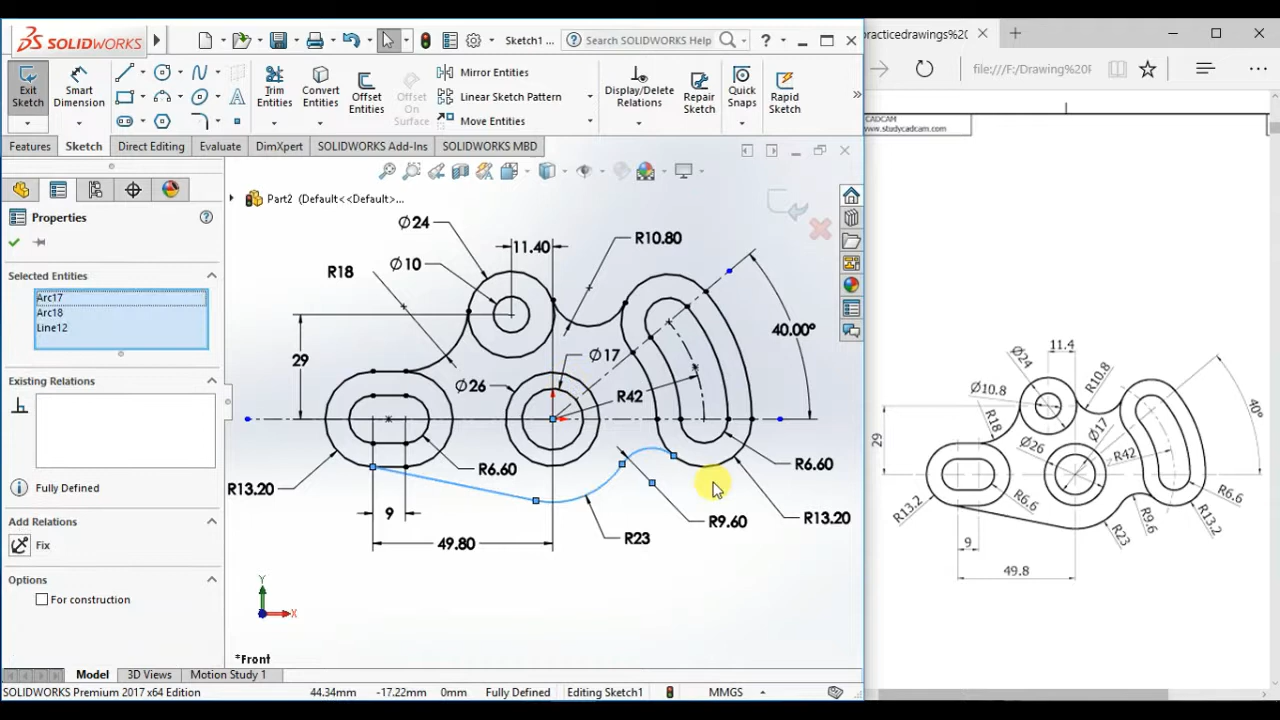 SOLIDWORKS
Sketch1 ...
Search SOLIDWORKS Help
?
practicedrawings%20
file:///F:/Drawing%20F
Exit
Sketch
Smart
Dimension
Trim
Entities
Convert
Entities
Offset
Entities
Offset
On
Surface
Mirror Entities
Linear Sketch Pattern
Move Entities
Display/Delete
Relations
Repair
Sketch
Quick
Snaps
Rapid
Sketch
CADCAM
www.studycadcam.com
Features
Sketch
Direct Editing
Evaluate
DimXpert
SOLIDWORKS Add-Ins
SOLIDWORKS MBD
Part2 (Default<<Default>...
Properties
Selected Entities
Arc17
Arc18
Line12
Existing Relations
Fully Defined
Add Relations
Fix
Options
For construction
Ø24
11.40
R10.80
R18
Ø10
29
Ø17
40.00°
Ø26
R42
R6.60
R6.60
R13.20
9
R9.60
R13.20
49.80
R23
Y
X
*Front
11.4
Ø24
R10.8
Ø10.8
R18
Ø17
40°
29
Ø26
R42
R13.2
R6.6
R6.6
R9.6
R13.2
R23
9
49.8
Model
3D Views
Motion Study 1
SOLIDWORKS Premium 2017 x64 Edition
44.34mm
-17.22mm
0mm
Fully Defined
Editing Sketch1
MMGS